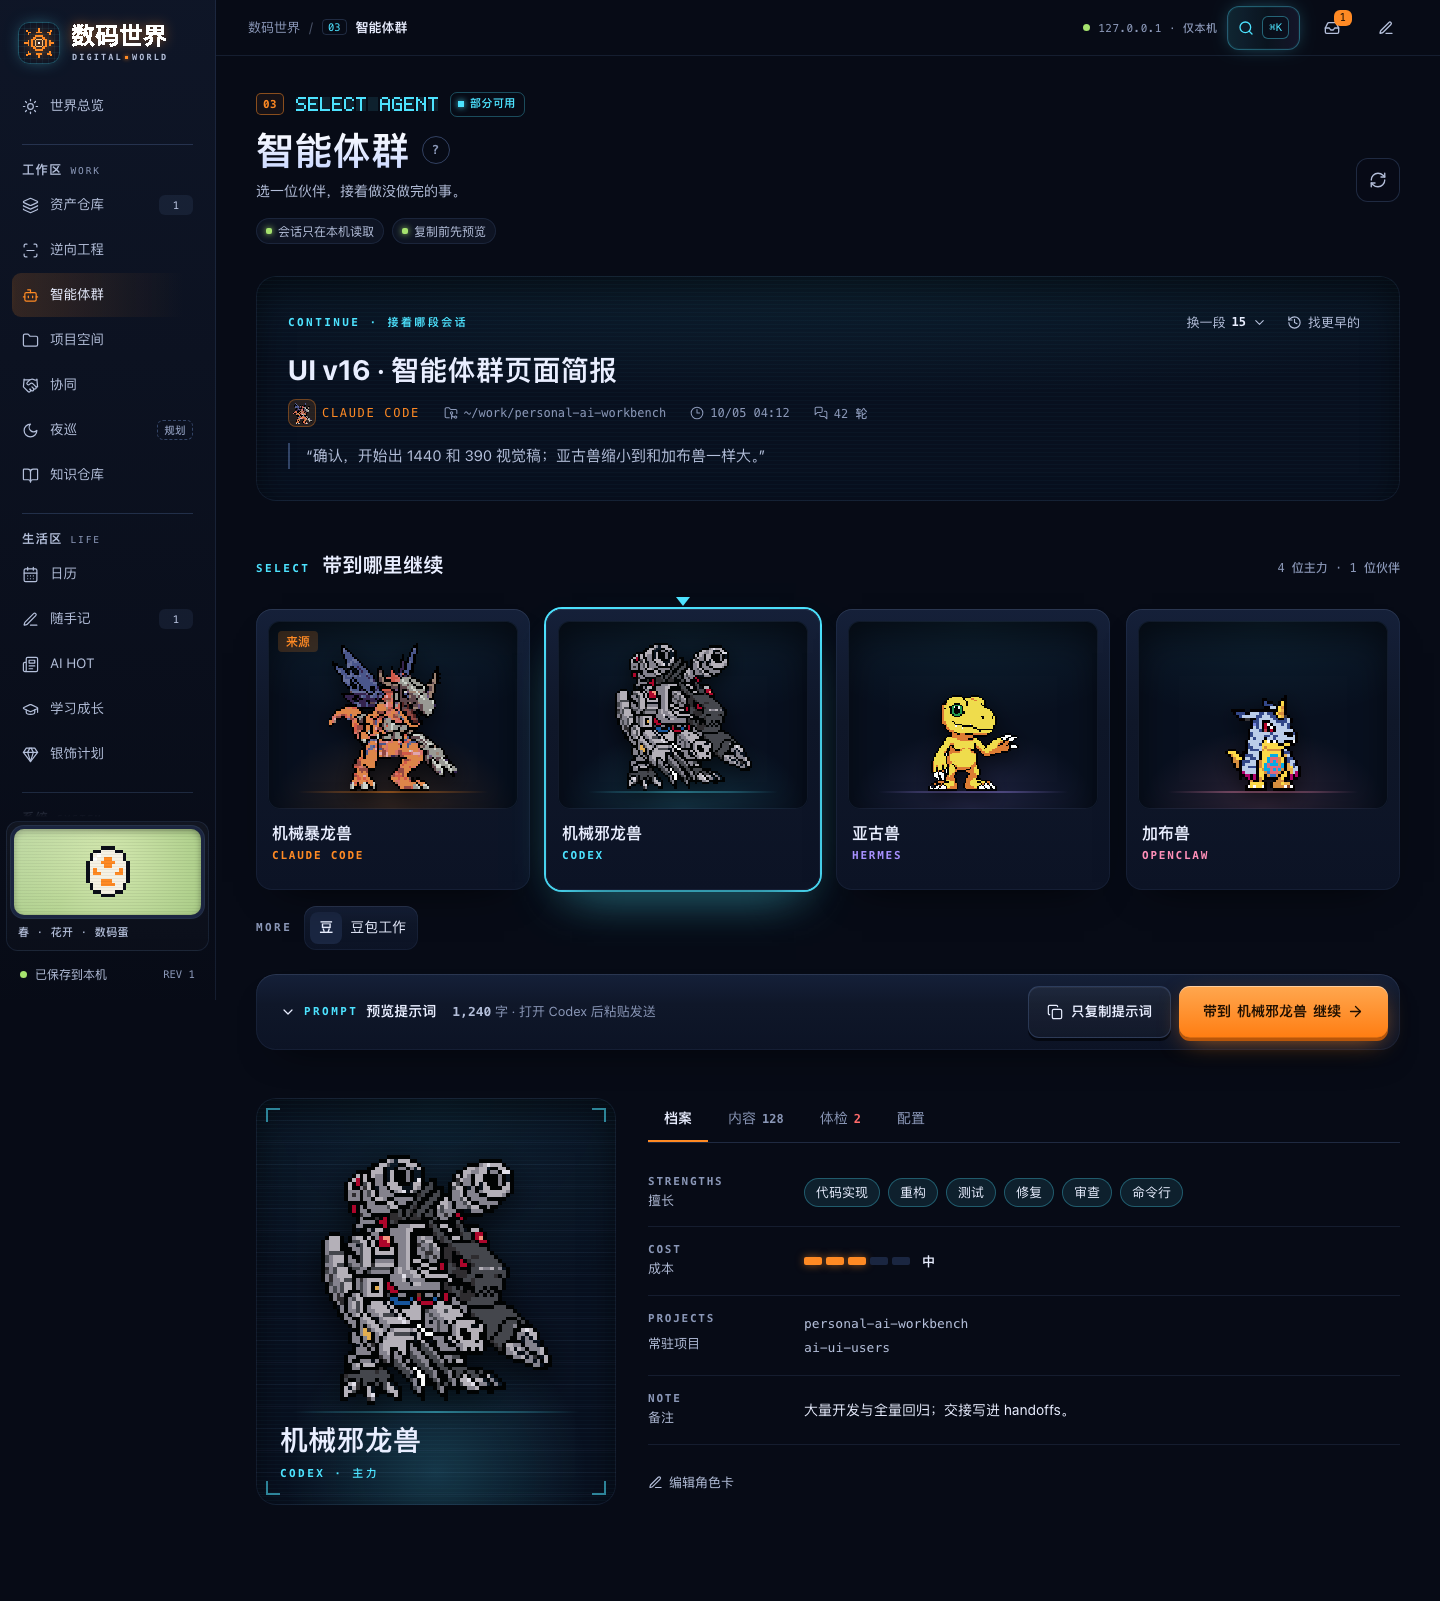 数码世界
DIGITAL WORLD
世界总览
工作区 WORK
资产仓库 1
逆向工程
智能体群
项目空间
协同
夜巡 规划
知识仓库
生活区 LIFE
日历
随手记 1
AI HOT
学习成长
银饰计划
春 · 花开 · 数码蛋
已保存到本机 REV 1
数码世界 / 03 智能体群
127.0.0.1 · 仅本机 ⌘K 1
03 SELECT AGENT 部分可用
智能体群 ?
选一位伙伴，接着做没做完的事。
会话只在本机读取 复制前先预览
CONTINUE · 接着哪段会话 换一段 15 找更早的
UI v16 · 智能体群页面简报
CLAUDE CODE ~/work/personal-ai-workbench 10/05 04:12 42 轮
“确认，开始出 1440 和 390 视觉稿；亚古兽缩小到和加布兽一样大。”
SELECT 带到哪里继续 4 位主力 · 1 位伙伴
来源
机械暴龙兽
CLAUDE CODE
机械邪龙兽
CODEX
亚古兽
HERMES
加布兽
OPENCLAW
MORE 豆 豆包工作
PROMPT 预览提示词 1,240 字 · 打开 Codex 后粘贴发送 只复制提示词 带到 机械邪龙兽 继续 →
机械邪龙兽
CODEX · 主力
档案 内容 128 体检 2 配置
STRENGTHS
擅长
代码实现 重构 测试 修复 审查 命令行
COST
成本
中
PROJECTS
常驻项目
personal-ai-workbench
ai-ui-users
NOTE
备注
大量开发与全量回归；交接写进 handoffs。
编辑角色卡